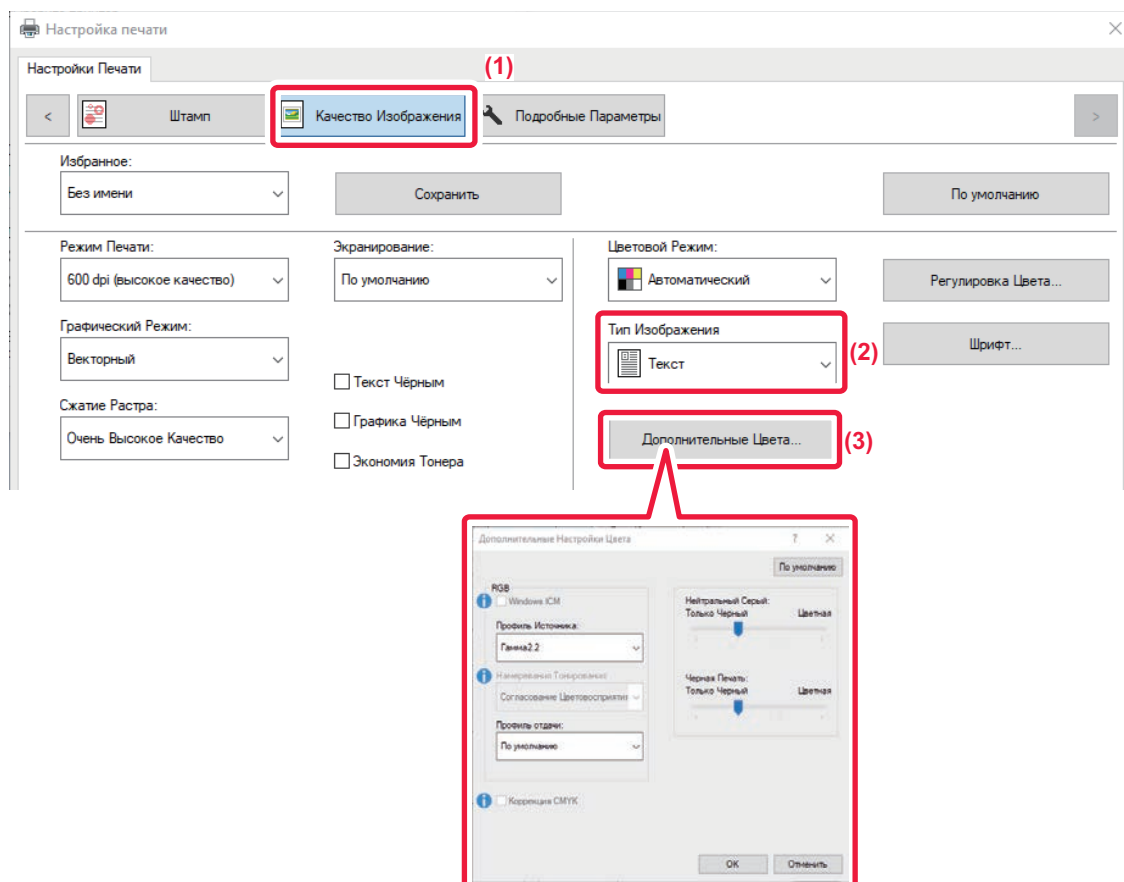 Настройка печати
Настройки Печати
(1)
<
Штамп
Качество Изображения
Подробные Параметры
>
Избранное:
Без имени
Сохранить
По умолчанию
Режим Печати:
Экранирование:
Цветовой Режим:
600 dpi (высокое качество)
По умолчанию
Автоматический
Регулировка Цвета...
Графический Режим:
Тип Изображения
Векторный
Текст
(2)
Шрифт...
Текст Чёрным
Сжатие Растра:
Графика Чёрным
Очень Высокое Качество
Дополнительные Цвета...
(3)
Экономия Тонера
Дополнительные Настройки Цвета
?
По умолчанию
RGB
Windows ICM
Нейтральный Серый:
Только Черный Цветная
Профиль Источника:
Гамма2.2
Намерования Тонирования:
Черная Печать:
Только Черный Цветная
Согласование Цветовосприятия
Профиль отдачи:
По умолчанию
Коррекция CMYK
OK
Отменить